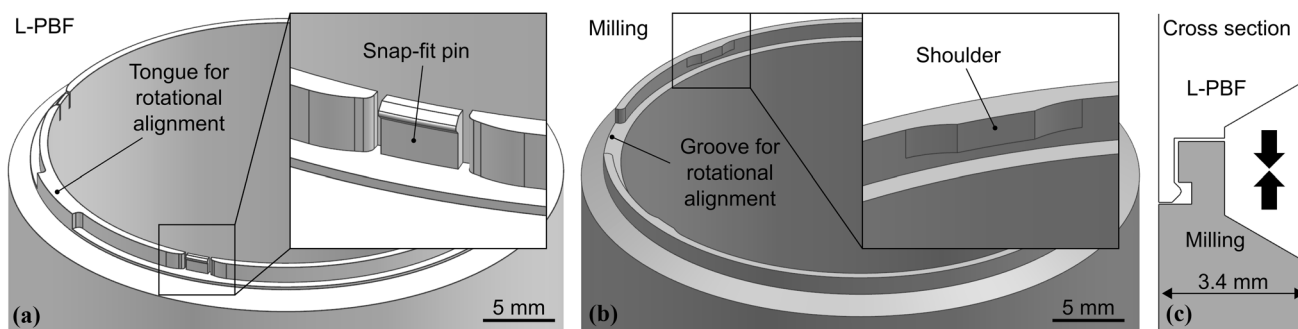 L-PBF
Tongue for
rotational
alignment
Snap-fit pin
(a)
5 mm
Milling
Shoulder
Groove for
rotational
alignment
(b)
5 mm
Cross section
L-PBF
Milling
3.4 mm
(c)